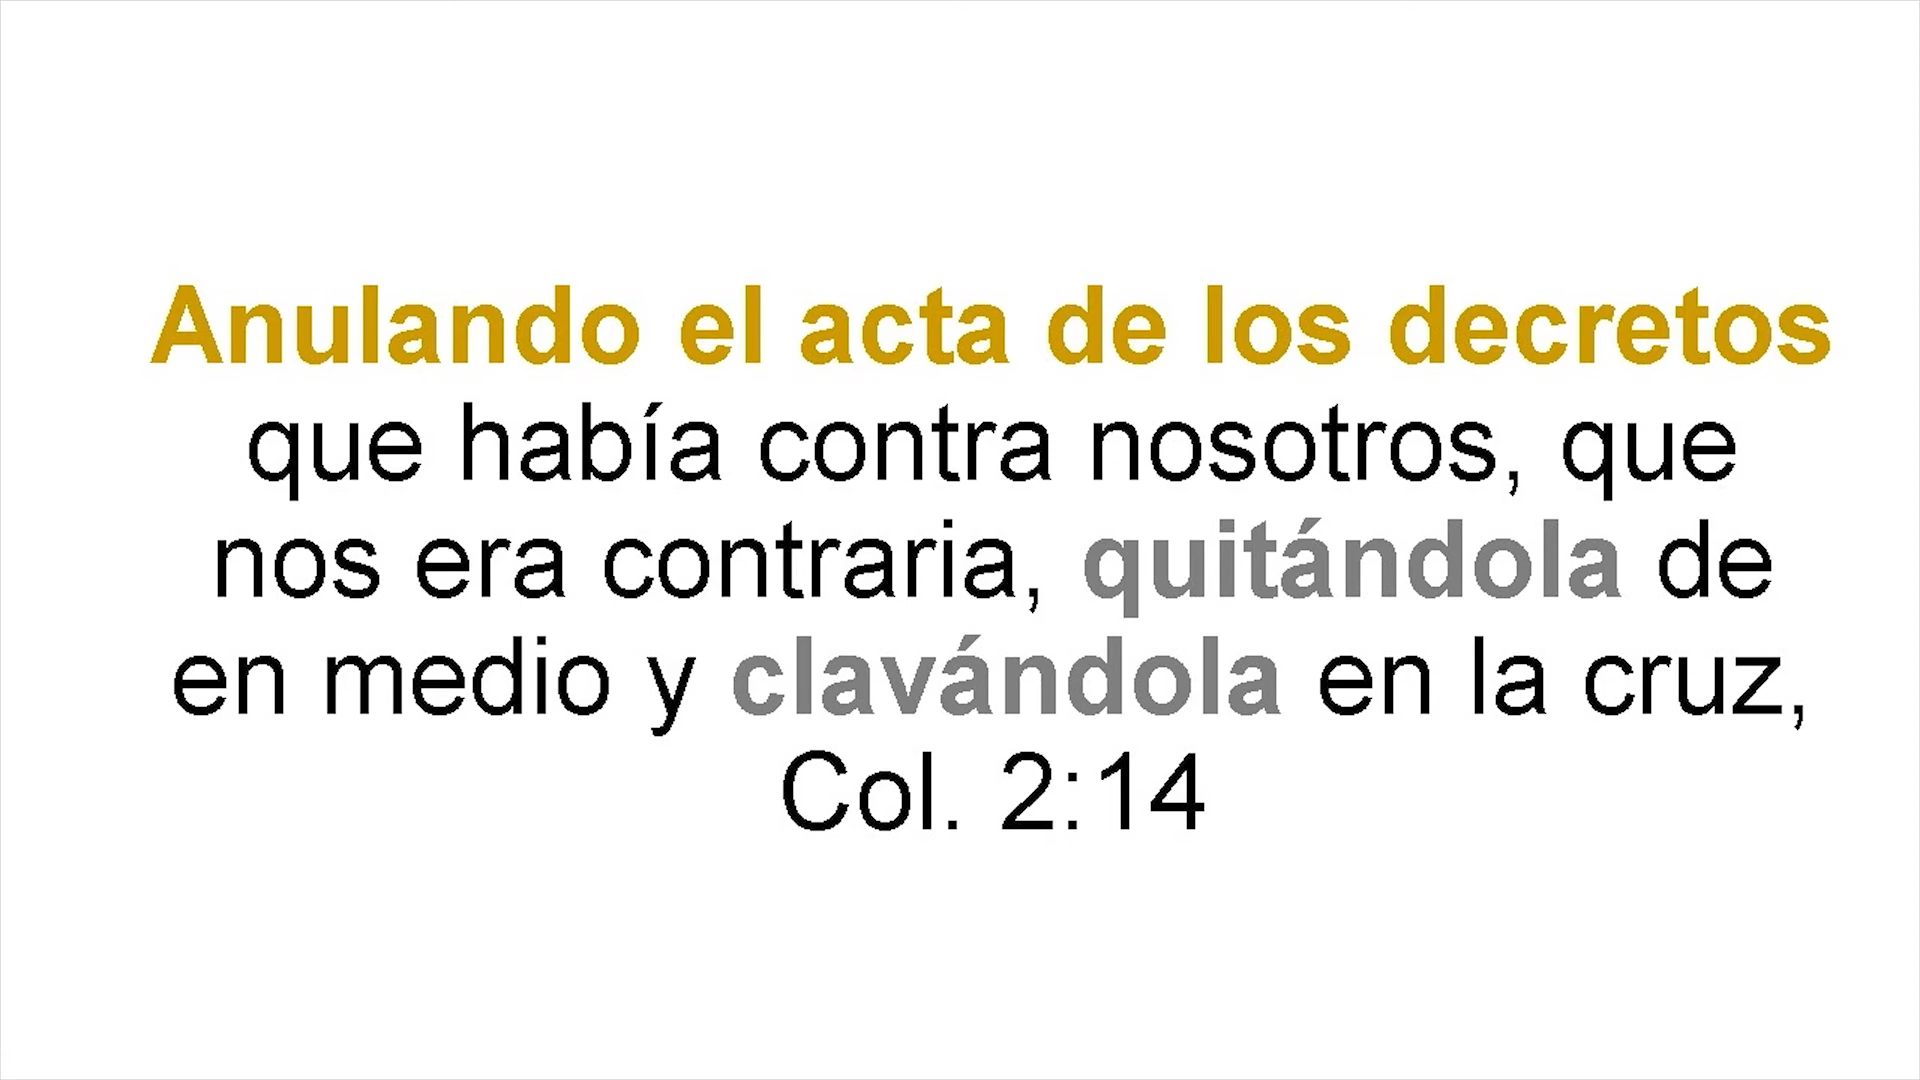 Anulando el acta de los decretos
que había contra nosotros, que
nos era contraria, quitándola de
en medio y clavándola en la cruz,
Col. 2:14